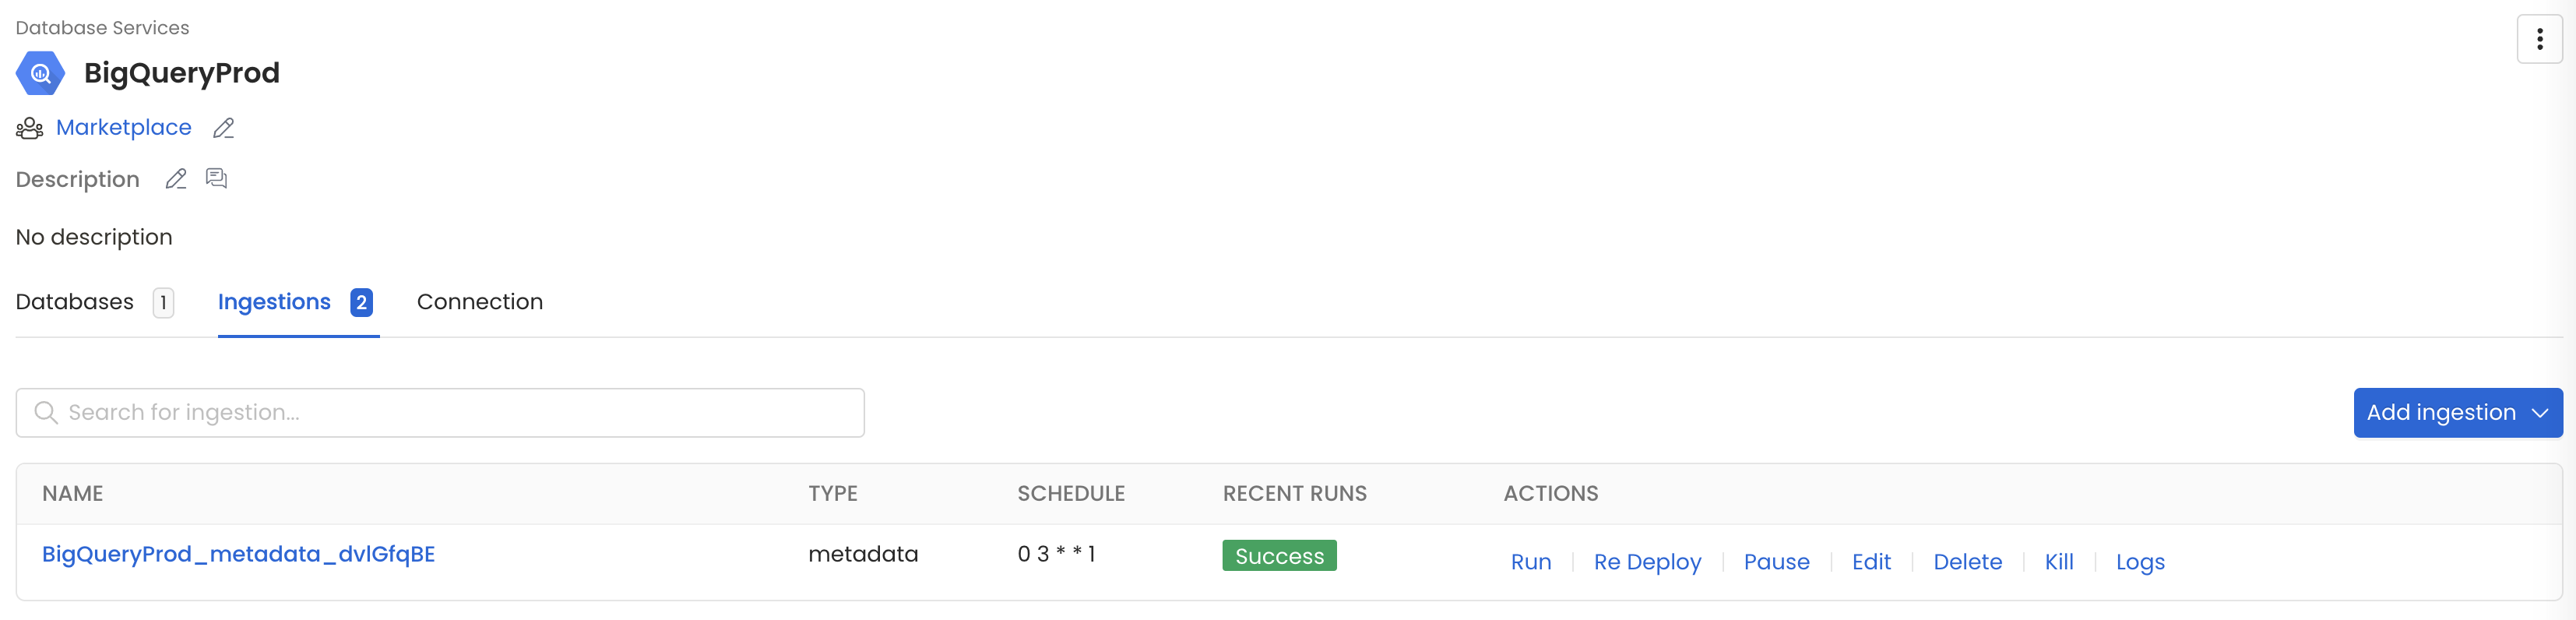 Database Services
BigQueryProd
Marketplace
Description
No description
Databases 1 Ingestions 2 Connection
Search for ingestion... Add ingestion
NAME TYPE SCHEDULE RECENT RUNS ACTIONS
BigQueryProd_metadata_dvlGfqBE metadata 0 3 * * 1 Success Run Re Deploy Pause Edit Delete Kill Logs